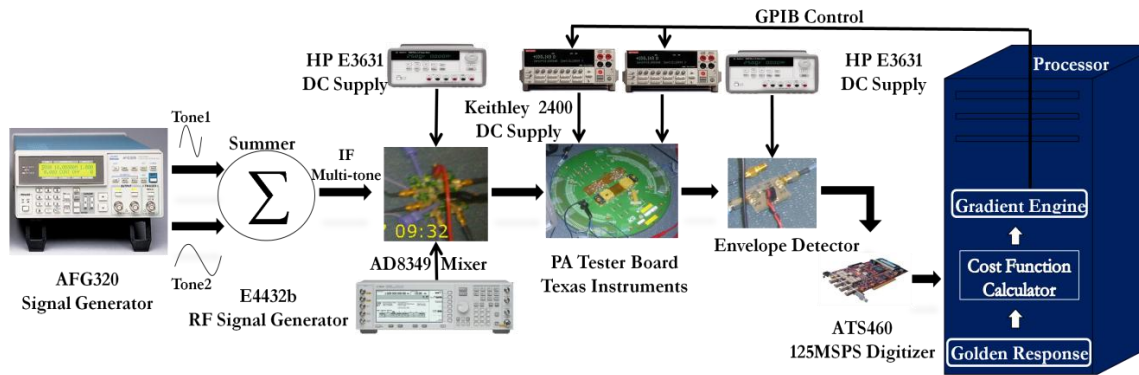 GPIB Control
HP E3631
DC Supply
HP E3631
DC Supply
Processor
Keithley 2400
DC Supply
Tone1
Summer
Σ
IF
Multi-tone
09:32
Tone2
AFG320
Signal Generator
E4432b
RF Signal Generator
AD8349 Mixer
PA Tester Board
Texas Instruments
Envelope Detector
ATS460
125MSPS Digitizer
Gradient Engine
Cost Function
Calculator
Golden Response